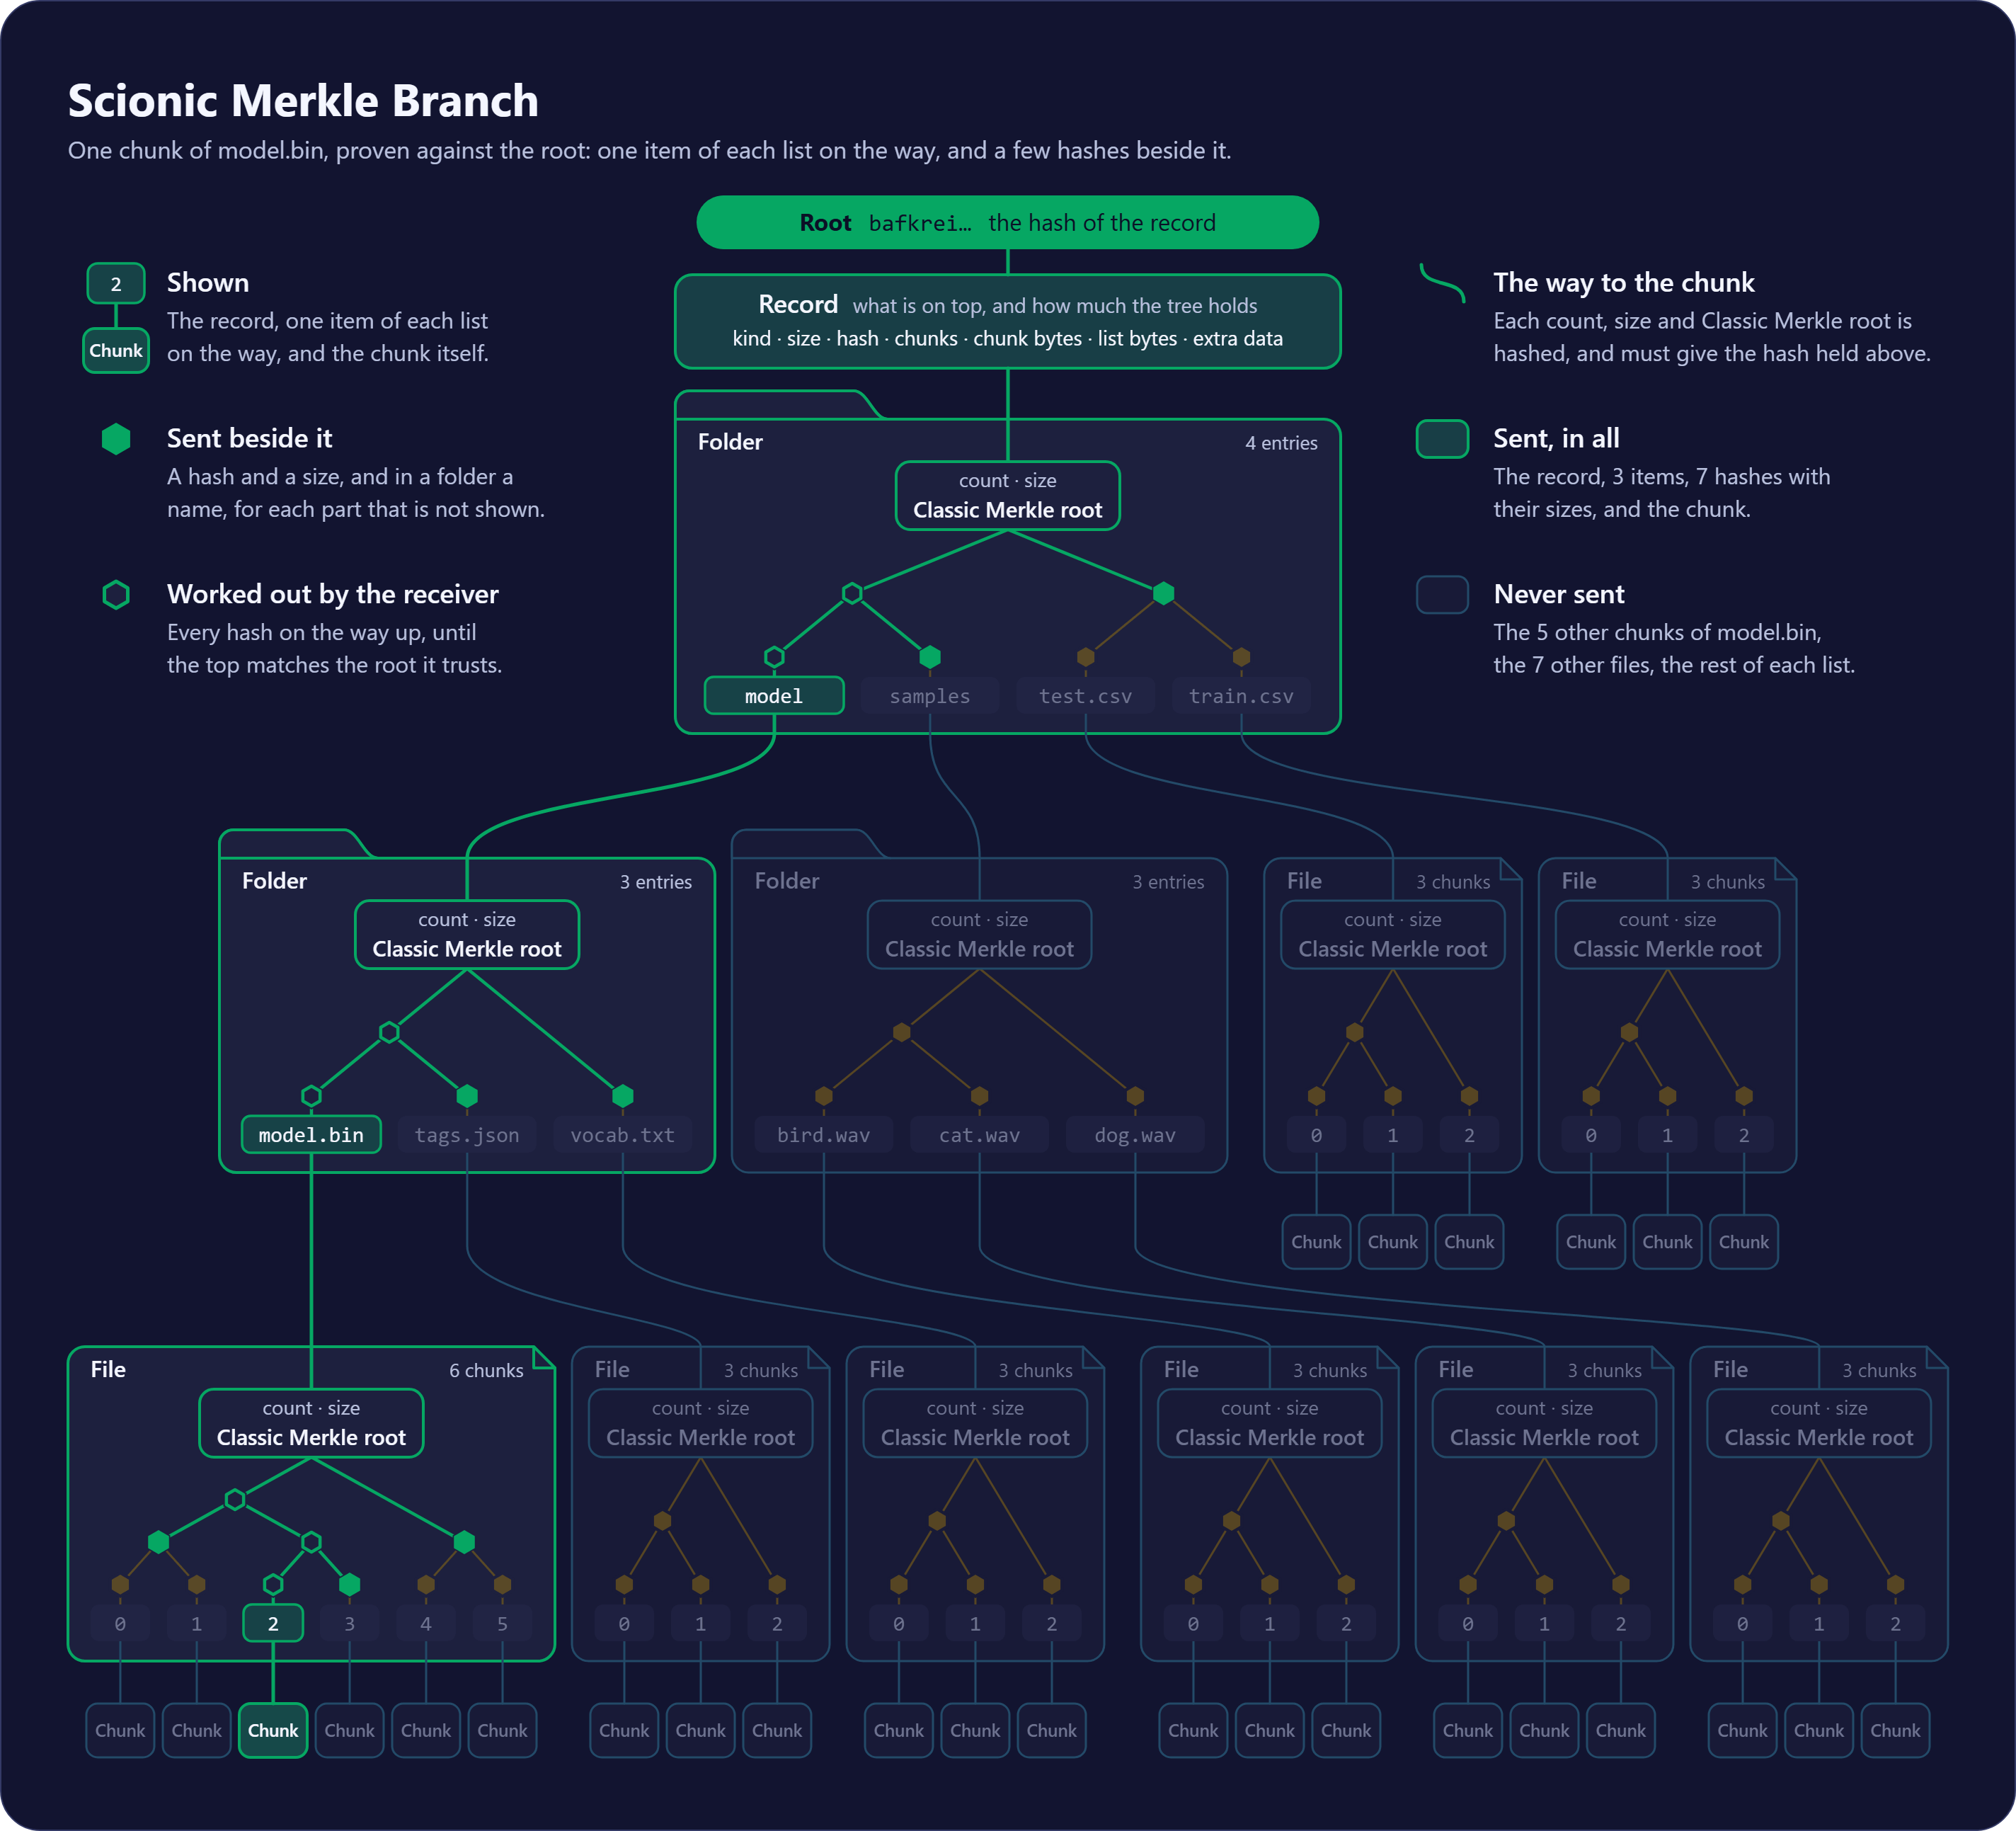 Scionic Merkle Branch
One chunk of model.bin, proven against the root: one item of each list on the way, and a few hashes beside it.
Root bafkrei… the hash of the record
Record what is on top, and how much the tree holds
kind · size · hash · chunks · chunk bytes · list bytes · extra data
2
Chunk
Shown
The record, one item of each list
on the way, and the chunk itself.
Sent beside it
A hash and a size, and in a folder a
name, for each part that is not shown.
Worked out by the receiver
Every hash on the way up, until
the top matches the root it trusts.
The way to the chunk
Each count, size and Classic Merkle root is
hashed, and must give the hash held above.
Sent, in all
The record, 3 items, 7 hashes with
their sizes, and the chunk.
Never sent
The 5 other chunks of model.bin,
the 7 other files, the rest of each list.
Folder 4 entries
count · size
Classic Merkle root
model samples test.csv train.csv
Folder 3 entries
count · size
Classic Merkle root
model.bin tags.json vocab.txt
Folder 3 entries
count · size
Classic Merkle root
bird.wav cat.wav dog.wav
File 3 chunks
count · size
Classic Merkle root
0 1 2
Chunk Chunk Chunk
File 3 chunks
count · size
Classic Merkle root
0 1 2
Chunk Chunk Chunk
File 6 chunks
count · size
Classic Merkle root
0 1 2 3 4 5
Chunk Chunk Chunk Chunk Chunk Chunk
File 3 chunks
count · size
Classic Merkle root
0 1 2
Chunk Chunk Chunk
File 3 chunks
count · size
Classic Merkle root
0 1 2
Chunk Chunk Chunk
File 3 chunks
count · size
Classic Merkle root
0 1 2
Chunk Chunk Chunk
File 3 chunks
count · size
Classic Merkle root
0 1 2
Chunk Chunk Chunk
File 3 chunks
count · size
Classic Merkle root
0 1 2
Chunk Chunk Chunk